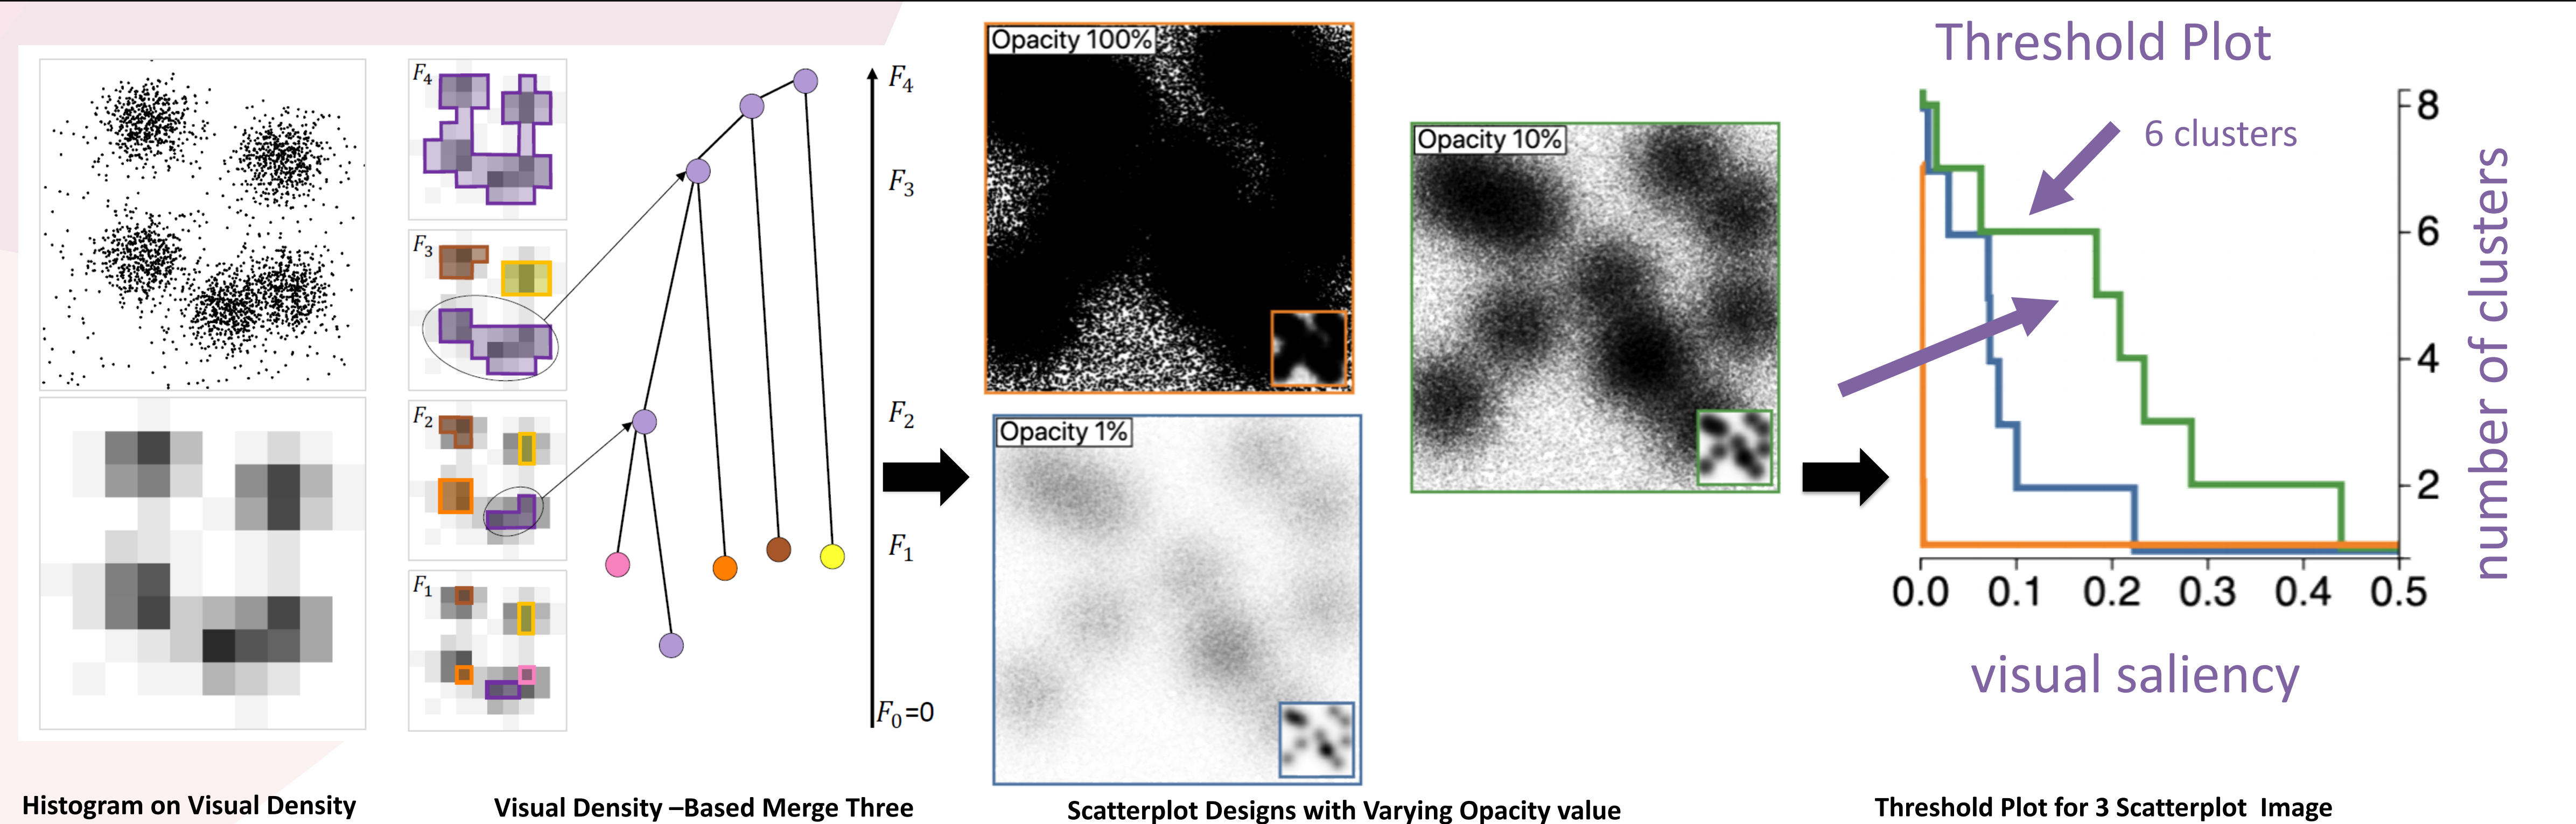 F4
F3
F2
F1
F4
F3
F2
F1
F0=0
Opacity 100%
Opacity 1%
Opacity 10%
Threshold Plot
6 clusters
8
6
4
2
number of clusters
0.0 0.1 0.2 0.3 0.4 0.5
visual saliency
Histogram on Visual Density
Visual Density –Based Merge Three
Scatterplot Designs with Varying Opacity value
Threshold Plot for 3 Scatterplot Image